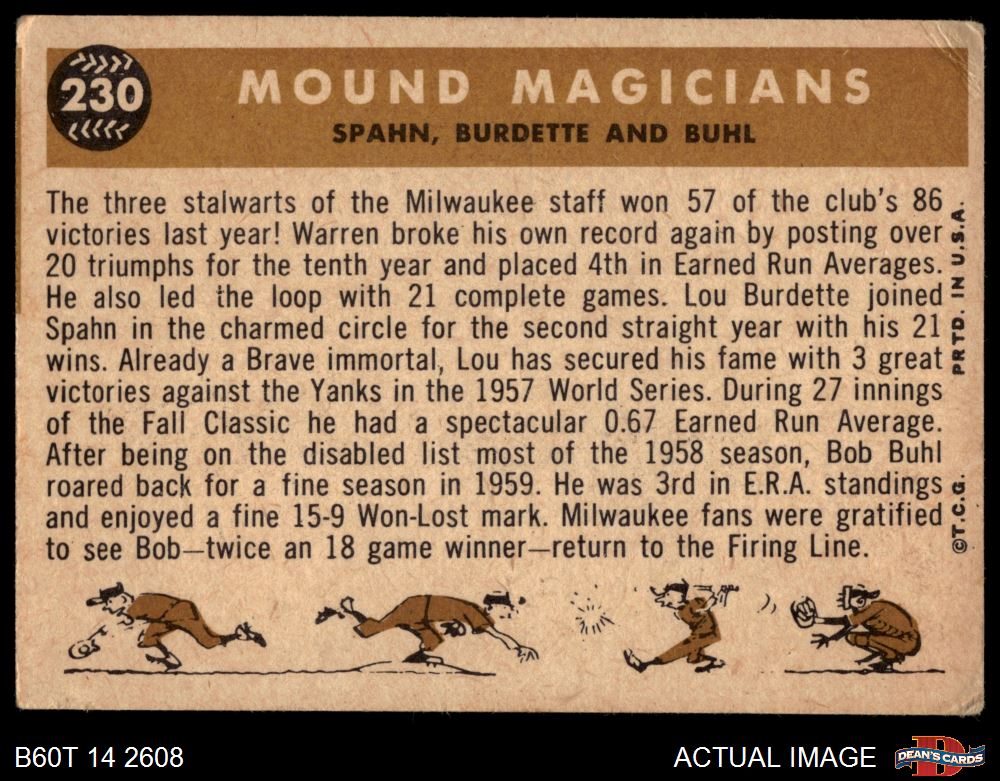 230
MOUND MAGICIANS
SPAHN, BURDETTE AND BUHL
The three stalwarts of the Milwaukee staff won 57 of the club's 86
victories last year! Warren broke his own record again by posting over
20 triumphs for the tenth year and placed 4th in Earned Run Averages.
He also led the loop with 21 complete games. Lou Burdette joined
Spahn in the charmed circle for the second straight year with his 21
wins. Already a Brave immortal, Lou has secured his fame with 3 great
victories against the Yanks in the 1957 World Series. During 27 innings
of the Fall Classic he had a spectacular 0.67 Earned Run Average.
After being on the disabled list most of the 1958 season, Bob Buhl
roared back for a fine season in 1959. He was 3rd in E.R.A. standings
and enjoyed a fine 15-9 Won-Lost mark. Milwaukee fans were gratified
to see Bob—twice an 18 game winner—return to the Firing Line.
©T.C.G. PRTD. IN U.S.A.
B60T 14 2608
ACTUAL IMAGE
D
DEAN'S CARDS